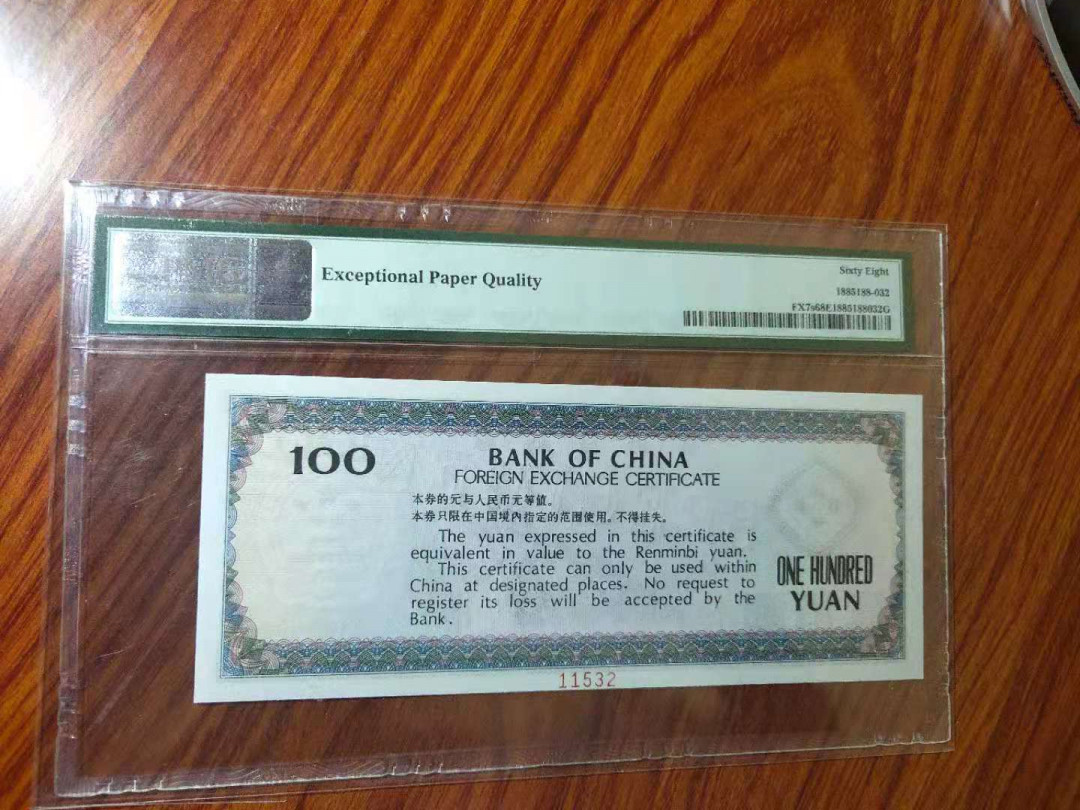 Exceptional Paper Quality
Sixty Eight
1885188-032
FX7s68E1885188032G
100
BANK OF CHINA
FOREIGN EXCHANGE CERTIFICATE
本券的元与人民币元等值。
本券只限在中国境内指定的范围使用。不得挂失。
The yuan expressed in this certificate is
equivalent in value to the Renminbi yuan.
This certificate can only be used within
China at designated places. No request to
register its loss will be accepted by the
Bank.
ONE HUNDRED
YUAN
11532